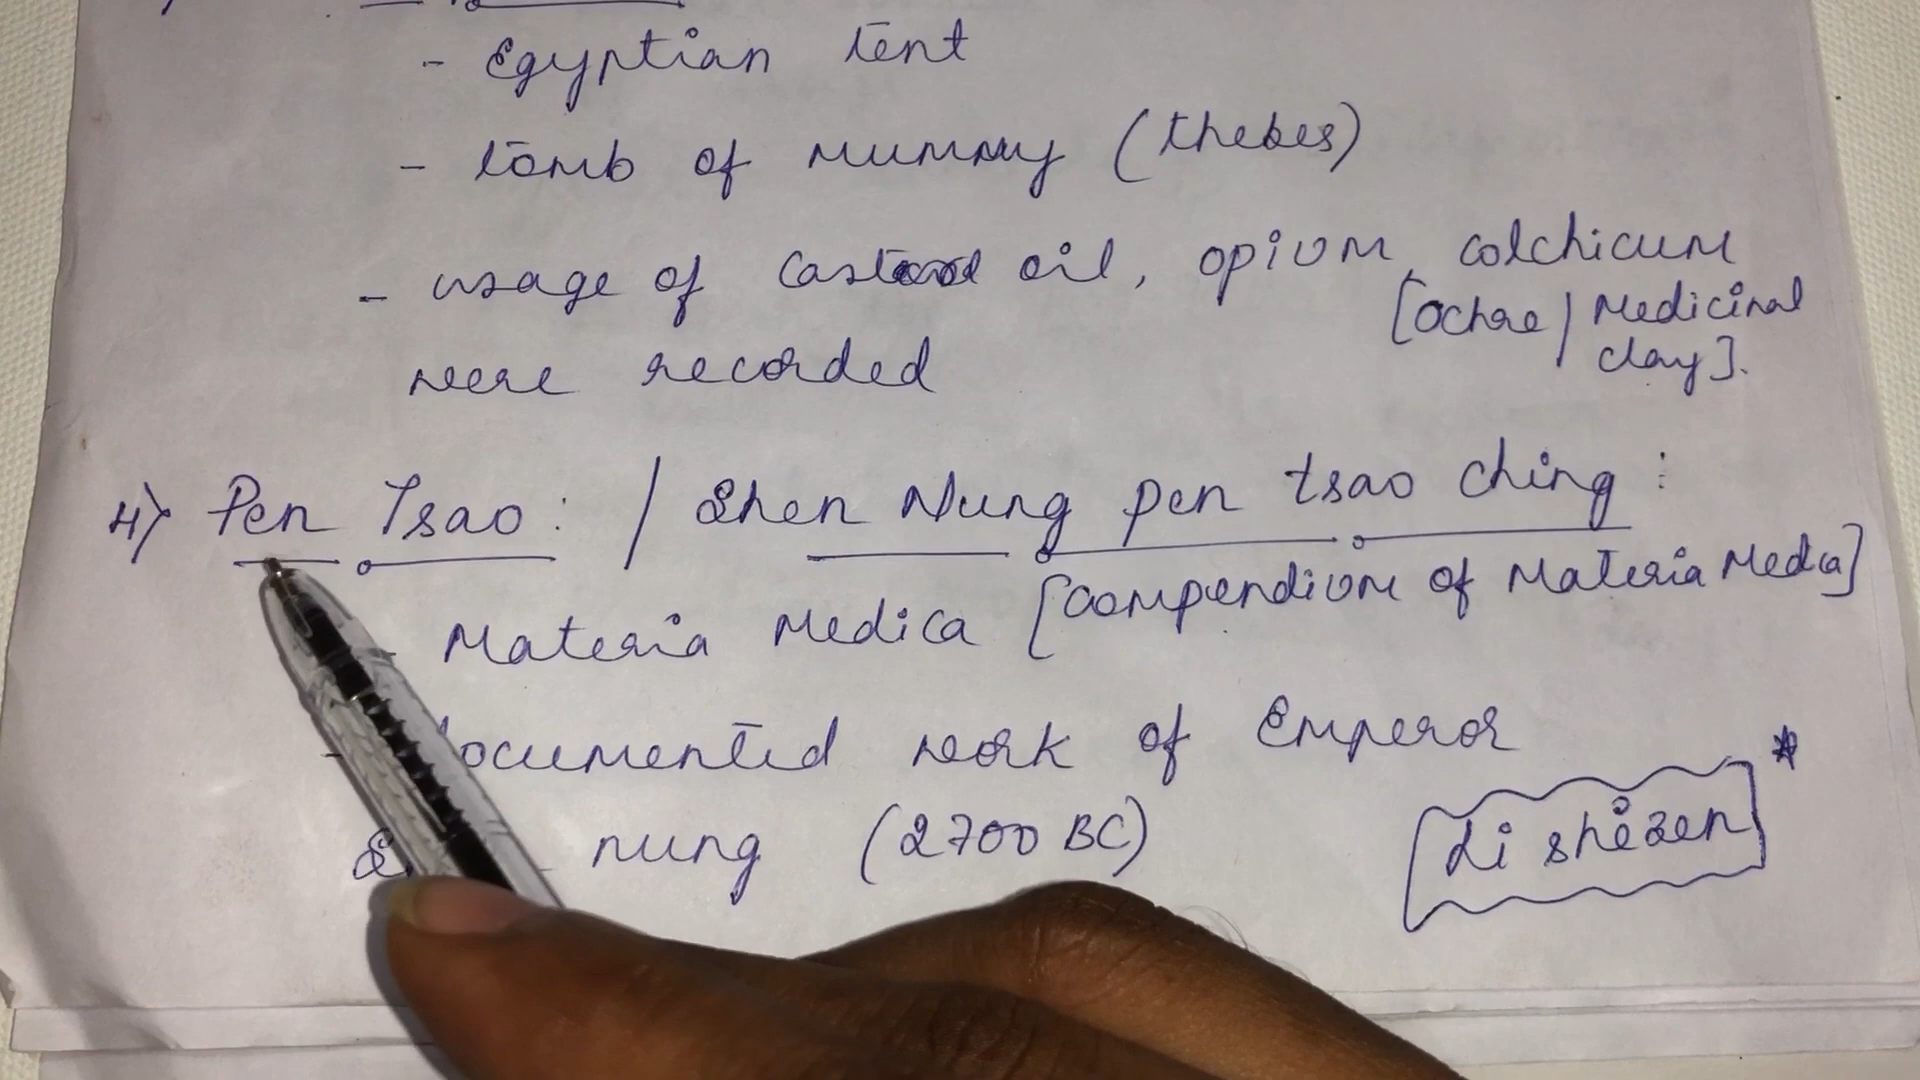 - Egyptian tent
- tomb of mummy (thebes)
- usage of castor oil, opium, colchicum
[ochre / medicinal
clay].
were recorded
4) Pen Tsao: / Shen Nung pen tsao ching:
- Materia Medica [compendium of Materia Medica]
- documented work of Emperor
nung (2700 BC)
Li shizen *